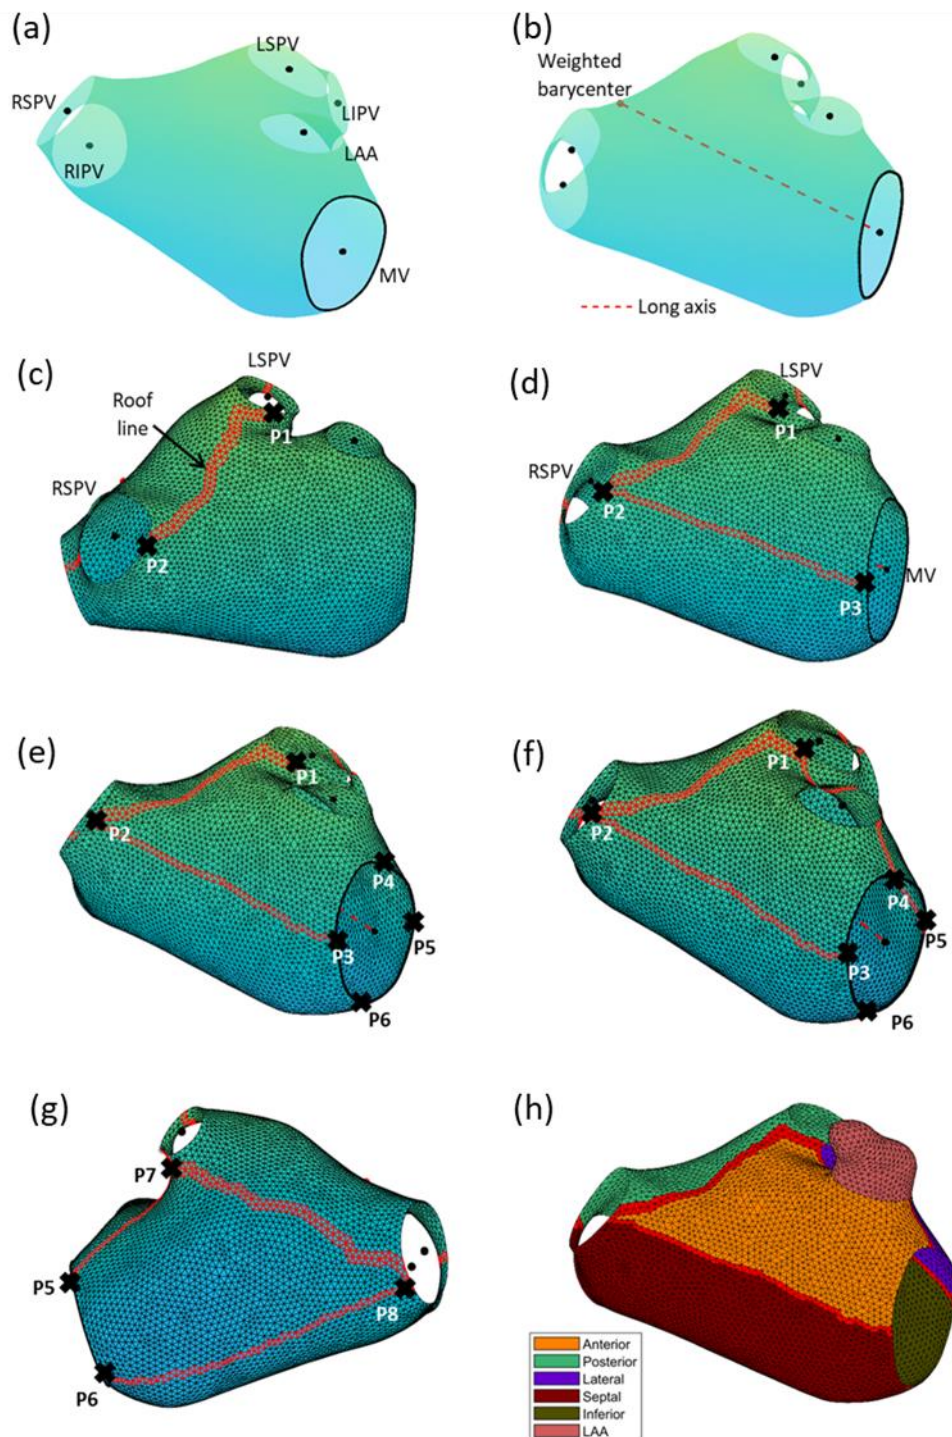 (a)
LSPV
RSPV
LIPV
RIPV
LAA
MV
(b)
Weighted
barycenter
Long axis
(c)
LSPV
Roof
line
P1
RSPV
P2
(d)
LSPV
P1
RSPV
P2
MV
P3
(e)
P1
P2
P4
P5
P3
P6
(f)
P1
P2
P4
P5
P3
P6
(g)
P7
P5
P8
P6
(h)
Anterior
Posterior
Lateral
Septal
Inferior
LAA